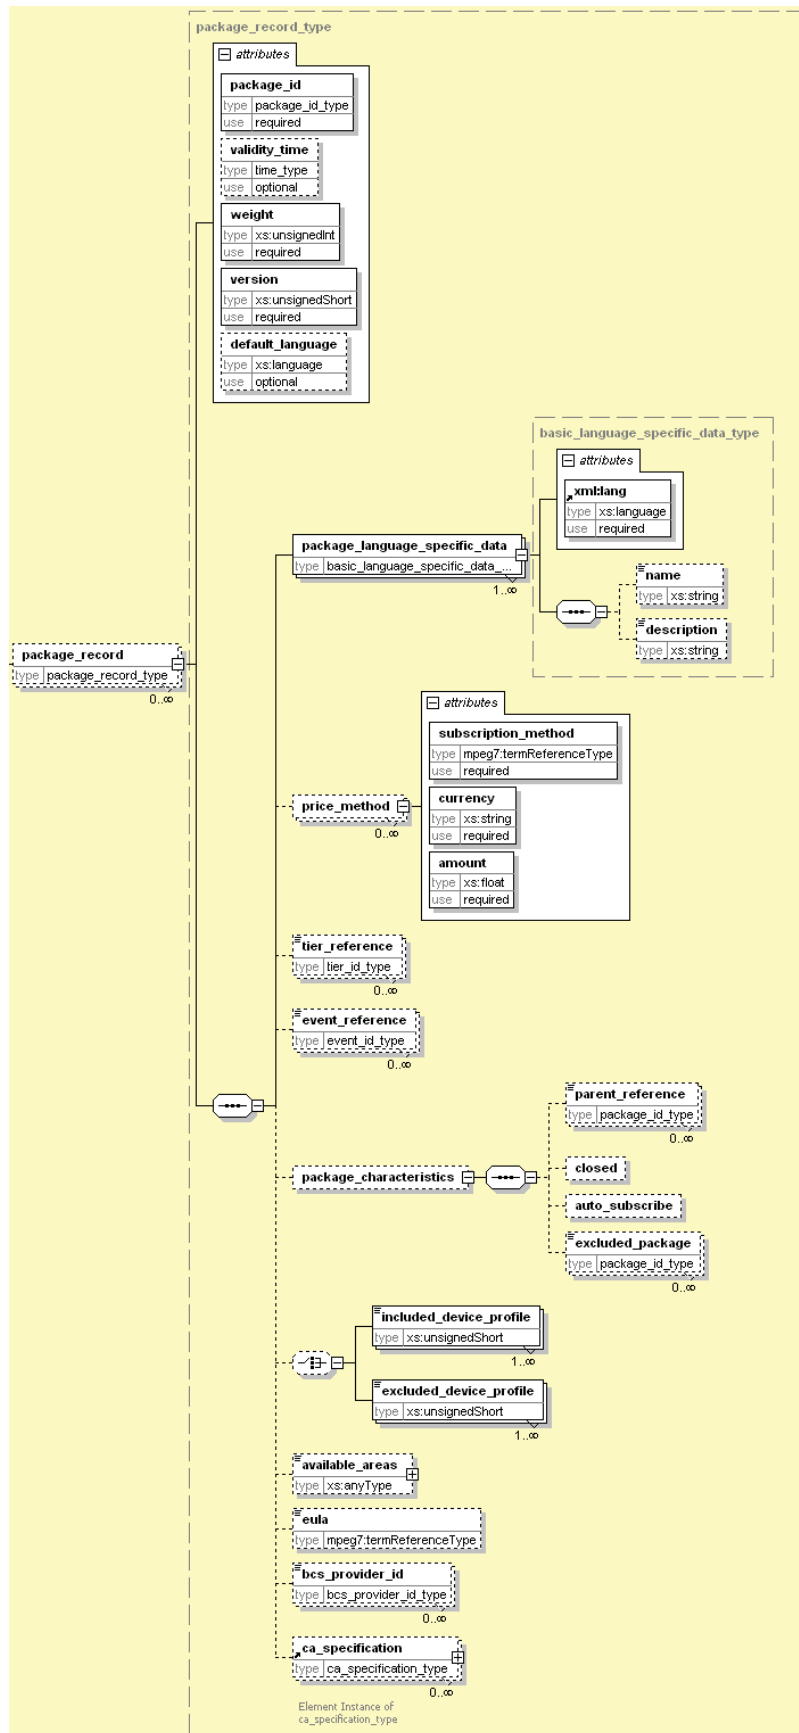 package_record_type
attributes
package_id
type package_id_type
use required
validity_time
type time_type
use optional
weight
type xs:unsignedInt
use required
version
type xs:unsignedShort
use required
default_language
type xs:language
use optional
basic_language_specific_data_type
attributes
xml:lang
type xs:language
use required
package_language_specific_data
type basic_language_specific_data_...
1..∞
name
type xs:string
description
type xs:string
package_record
type package_record_type
0..∞
attributes
subscription_method
type mpeg7:termReferenceType
use required
currency
type xs:string
use required
amount
type xs:float
use required
price_method
0..∞
tier_reference
type tier_id_type
0..∞
event_reference
type event_id_type
0..∞
parent_reference
type package_id_type
0..∞
package_characteristics
closed
auto_subscribe
excluded_package
type package_id_type
0..∞
included_device_profile
type xs:unsignedShort
1..∞
excluded_device_profile
type xs:unsignedShort
1..∞
available_areas
type xs:anyType
eula
type mpeg7:termReferenceType
bcs_provider_id
type bcs_provider_id_type
0..∞
ca_specification
type ca_specification_type
0..∞
Element Instance of
ca_specification_type